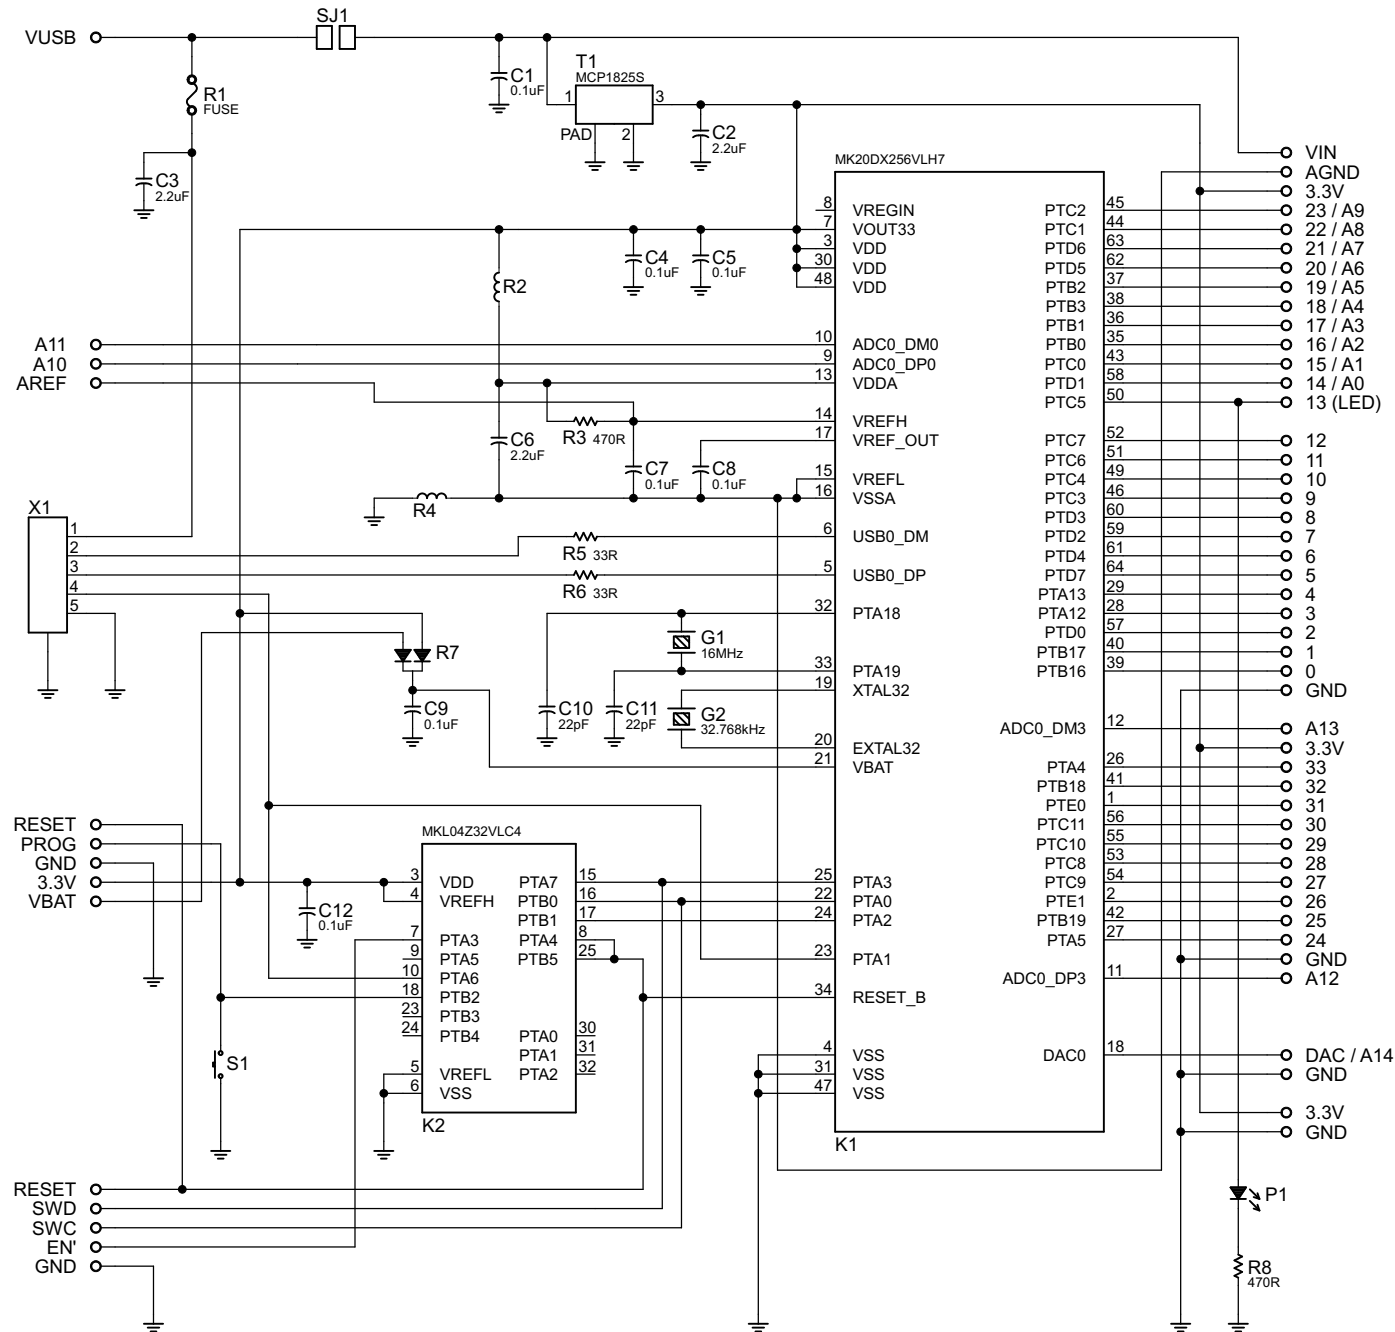 SJ1
VUSB
T1
MCP1825S
C1
0.1uF
R1
FUSE
1
3
PAD
2
C2
2.2uF
C3
2.2uF
MK20DX256VLH7
8 VREGIN
7 VOUT33
3 VDD
30 VDD
48 VDD
C4
0.1uF
C5
0.1uF
R2
A11
A10
AREF
10 ADC0_DM0
9 ADC0_DP0
13 VDDA
14 VREFH
17 VREF_OUT
15 VREFL
16 VSSA
R3 470R
C6
2.2uF
C7
0.1uF
C8
0.1uF
R4
X1
1
2
3
4
5
R5 33R
R6 33R
6 USB0_DM
5 USB0_DP
32 PTA18
33 PTA19
19 XTAL32
20 EXTAL32
21 VBAT
G1
16MHz
G2
32.768kHz
R7
C9
0.1uF
C10
22pF
C11
22pF
RESET
PROG
GND
3.3V
VBAT
C12
0.1uF
MKL04Z32VLC4
3 VDD
4 VREFH
7 PTA3
9 PTA5
10 PTA6
18 PTB2
23 PTB3
24 PTB4
5 VREFL
6 VSS
PTA7 15
PTB0 16
PTB1 17
PTA4 8
PTB5 25
PTA0 30
PTA1 31
PTA2 32
K2
S1
25 PTA3
22 PTA0
24 PTA2
23 PTA1
34 RESET_B
4 VSS
31 VSS
47 VSS
K1
RESET
SWD
SWC
EN'
GND
VIN
AGND
3.3V
PTC2 45 23 / A9
PTC1 44 22 / A8
PTD6 63 21 / A7
PTD5 62 20 / A6
PTB2 37 19 / A5
PTB3 38 18 / A4
PTB1 36 17 / A3
PTB0 35 16 / A2
PTC0 43 15 / A1
PTD1 58 14 / A0
PTC5 50 13 (LED)
PTC7 52 12
PTC6 51 11
PTC4 49 10
PTC3 46 9
PTD3 60 8
PTD2 59 7
PTD4 61 6
PTD7 64 5
PTA13 29 4
PTA12 28 3
PTD0 57 2
PTB17 40 1
PTB16 39 0
GND
ADC0_DM3 12 A13
3.3V
PTA4 26 33
PTB18 41 32
PTE0 1 31
PTC11 56 30
PTC10 55 29
PTC8 53 28
PTC9 54 27
PTE1 2 26
PTB19 42 25
PTA5 27 24
GND
ADC0_DP3 11 A12
DAC0 18 DAC / A14
GND
3.3V
GND
P1
R8
470R